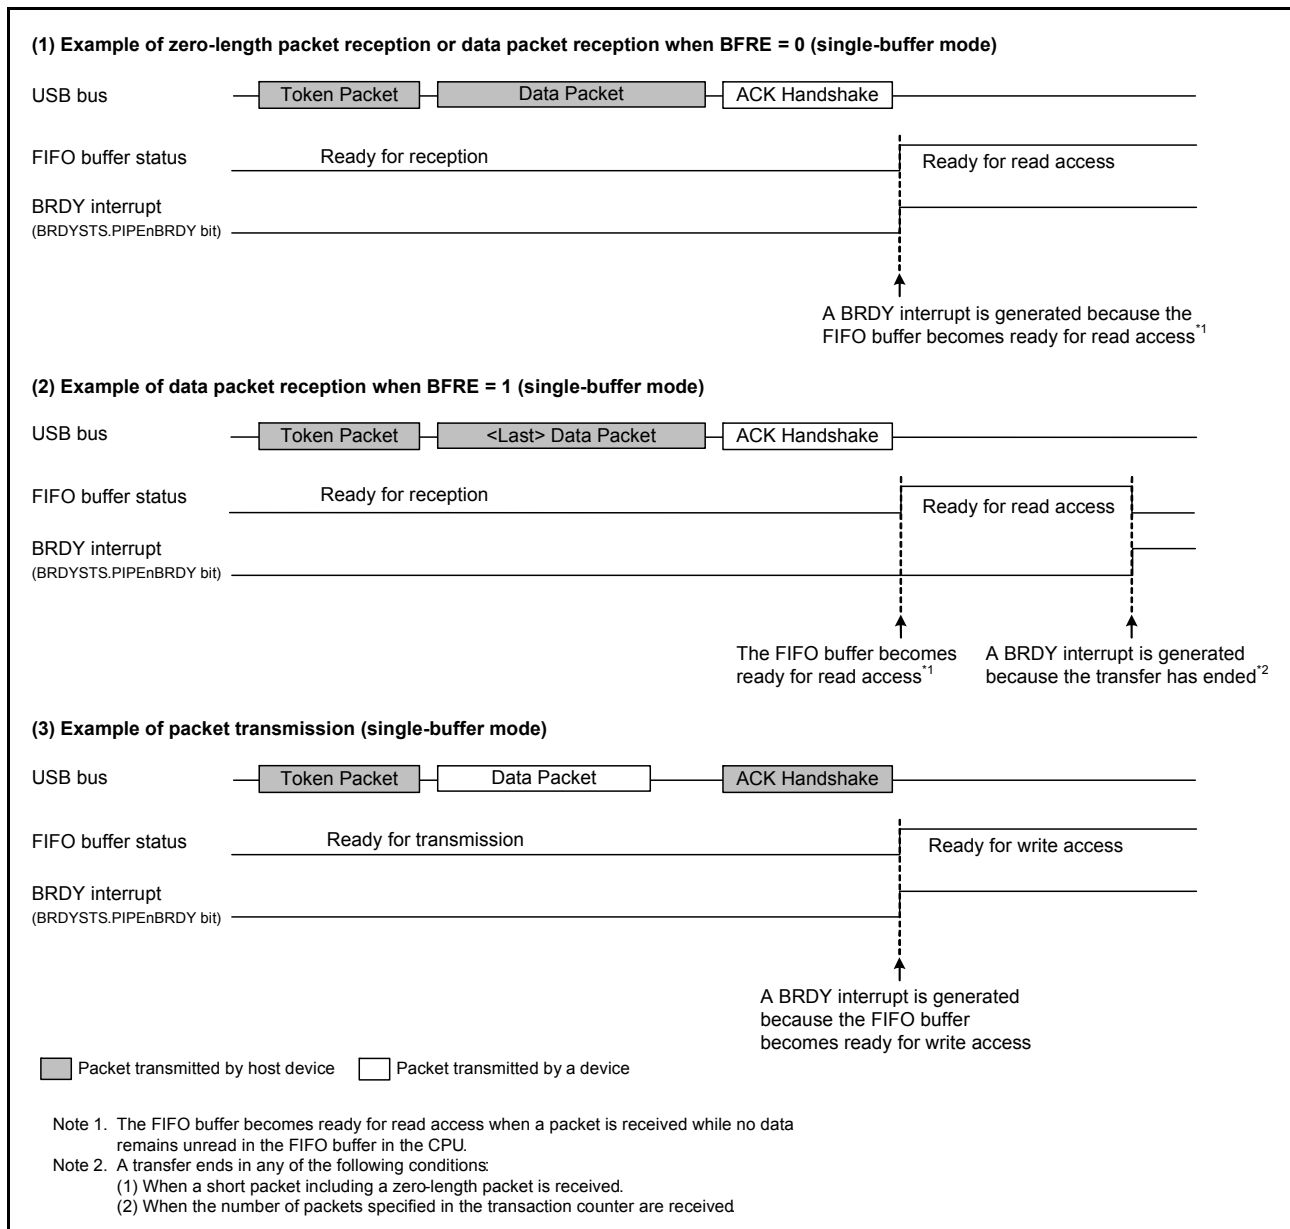 (1) Example of zero-length packet reception or data packet reception when BFRE = 0 (single-buffer mode)
USB bus
Token Packet
Data Packet
ACK Handshake
FIFO buffer status
Ready for reception
Ready for read access
BRDY interrupt
(BRDYSTS.PIPEnBRDY bit)
A BRDY interrupt is generated because the
FIFO buffer becomes ready for read access*1
(2) Example of data packet reception when BFRE = 1 (single-buffer mode)
USB bus
Token Packet
<Last> Data Packet
ACK Handshake
FIFO buffer status
Ready for reception
Ready for read access
BRDY interrupt
(BRDYSTS.PIPEnBRDY bit)
The FIFO buffer becomes
ready for read access*1
A BRDY interrupt is generated
because the transfer has ended*2
(3) Example of packet transmission (single-buffer mode)
USB bus
Token Packet
Data Packet
ACK Handshake
FIFO buffer status
Ready for transmission
Ready for write access
BRDY interrupt
(BRDYSTS.PIPEnBRDY bit)
A BRDY interrupt is generated
because the FIFO buffer
becomes ready for write access
Packet transmitted by host device
Packet transmitted by a device
Note 1. The FIFO buffer becomes ready for read access when a packet is received while no data
remains unread in the FIFO buffer in the CPU.
Note 2. A transfer ends in any of the following conditions:
(1) When a short packet including a zero-length packet is received.
(2) When the number of packets specified in the transaction counter are received.